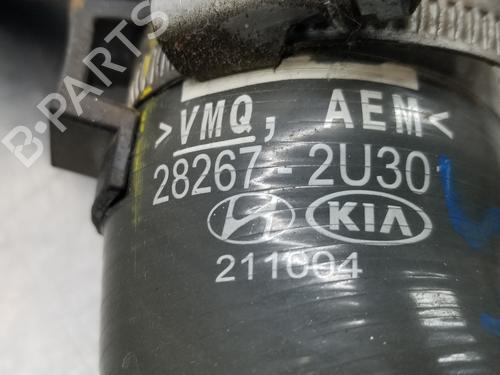 >VMQ, AEM<
28267-2U30
KIA
211004
B-PARTS